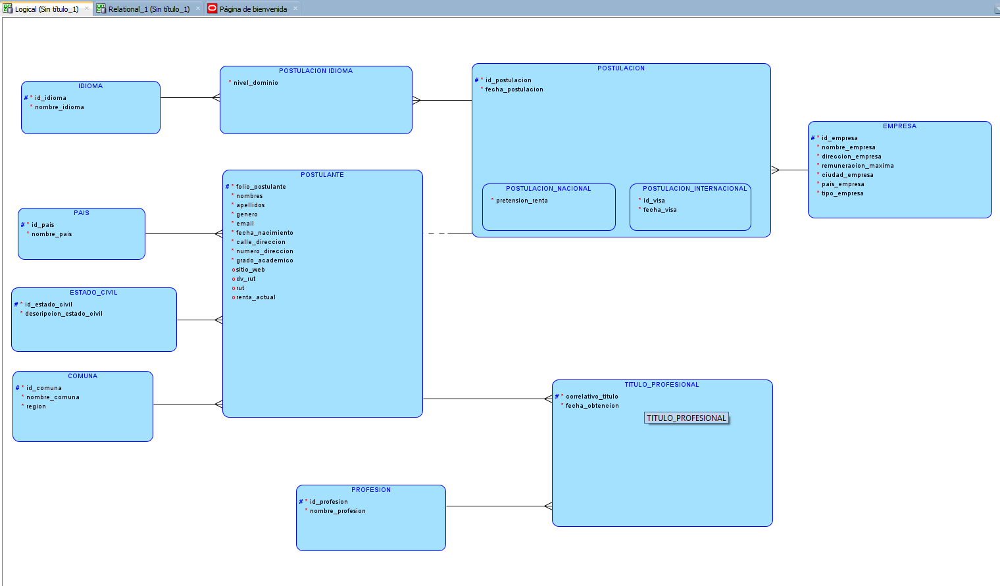 Logical (Sin título_1)
Relational_1 (Sin título_1)
Página de bienvenida
IDIOMA
# * id_idioma
* nombre_idioma
POSTULACION IDIOMA
* nivel_dominio
POSTULACION
# * id_postulacion
* fecha_postulacion
POSTULACION_NACIONAL
* pretension_renta
POSTULACION_INTERNACIONAL
* id_visa
* fecha_visa
EMPRESA
# * id_empresa
* nombre_empresa
* direccion_empresa
* remuneracion_maxima
* ciudad_empresa
* pais_empresa
* tipo_empresa
POSTULANTE
# * folio_postulante
* nombres
* apellidos
* genero
* email
* fecha_nacimiento
* calle_direccion
* numero_direccion
* grado_academico
o sitio_web
o dv_rut
o rut
o renta_actual
PAIS
# * id_pais
* nombre_pais
ESTADO_CIVIL
# * id_estado_civil
* descripcion_estado_civil
COMUNA
# * id_comuna
* nombre_comuna
* region
TITULO_PROFESIONAL
# * correlativo_titulo
* fecha_obtencion
TITULO_PROFESIONAL
PROFESION
# * id_profesion
* nombre_profesion